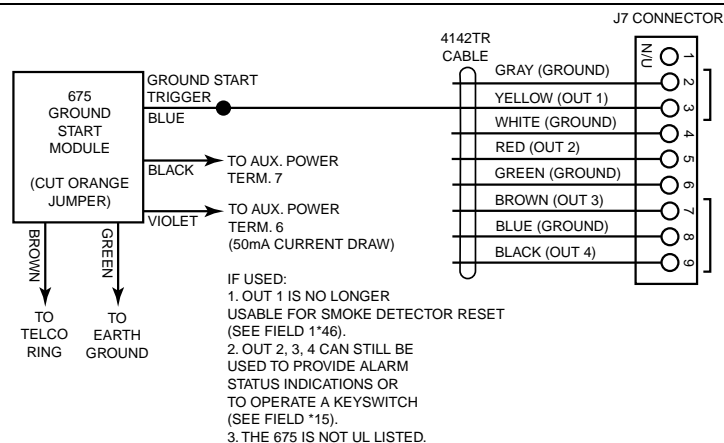 J7 CONNECTOR
4142TR
CABLE
N/U
1
2
3
4
5
6
7
8
9
GRAY (GROUND)
YELLOW (OUT 1)
WHITE (GROUND)
RED (OUT 2)
GREEN (GROUND)
BROWN (OUT 3)
BLUE (GROUND)
BLACK (OUT 4)
675
GROUND
START
MODULE
(CUT ORANGE
JUMPER)
GROUND START
TRIGGER
BLUE
BLACK
TO AUX. POWER
TERM. 7
VIOLET
TO AUX. POWER
TERM. 6
(50mA CURRENT DRAW)
BROWN
GREEN
TO
TELCO
RING
TO
EARTH
GROUND
IF USED:
1. OUT 1 IS NO LONGER
USABLE FOR SMOKE DETECTOR RESET
(SEE FIELD 1*46).
2. OUT 2, 3, 4 CAN STILL BE
USED TO PROVIDE ALARM
STATUS INDICATIONS OR
TO OPERATE A KEYSWITCH
(SEE FIELD *15).
3. THE 675 IS NOT UL LISTED.